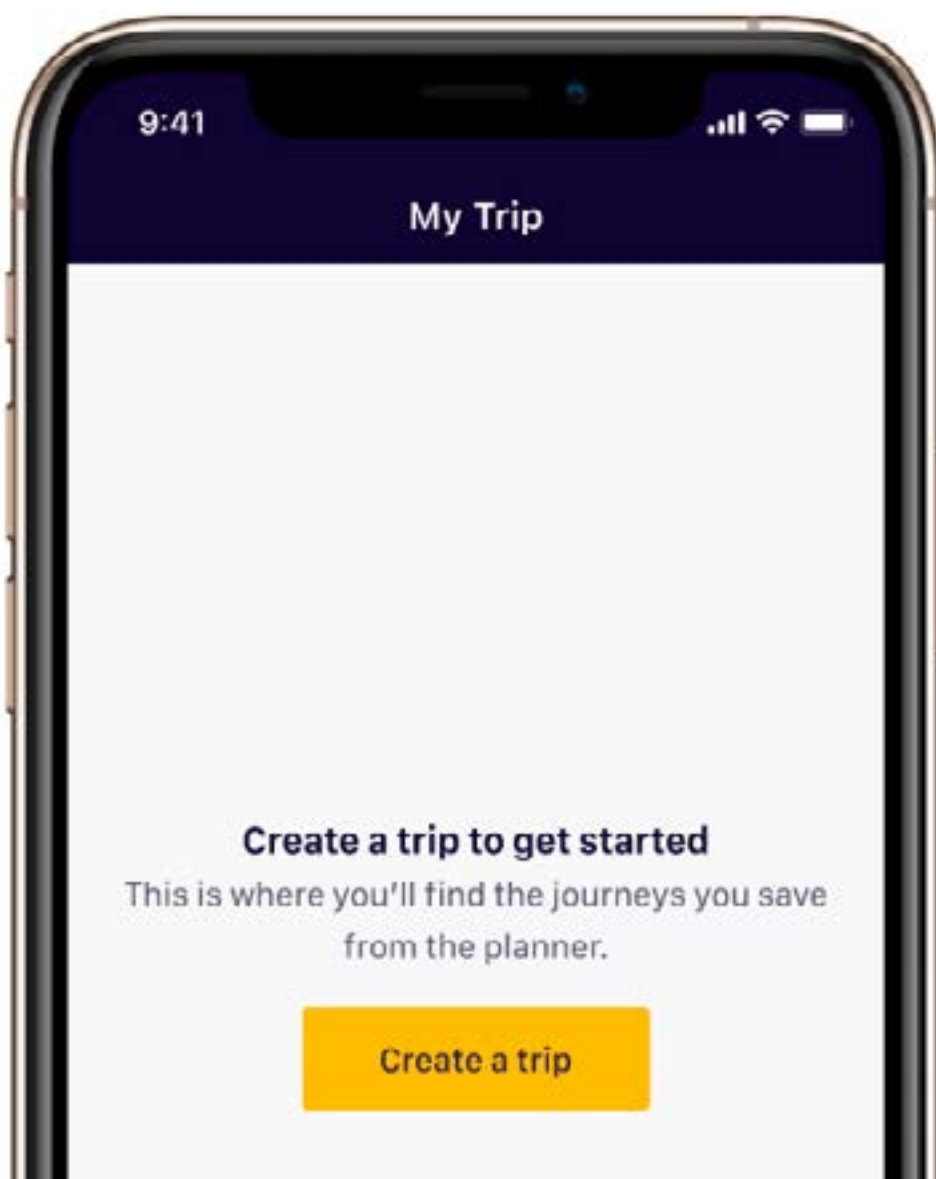 9:41
My Trip
Create a trip to get started
This is where you'll find the journeys you save
from the planner.
Create a trip